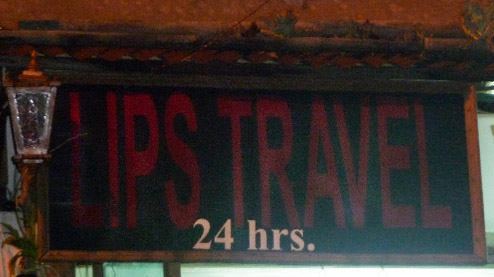 LIPS TRAVEL
24 hrs.